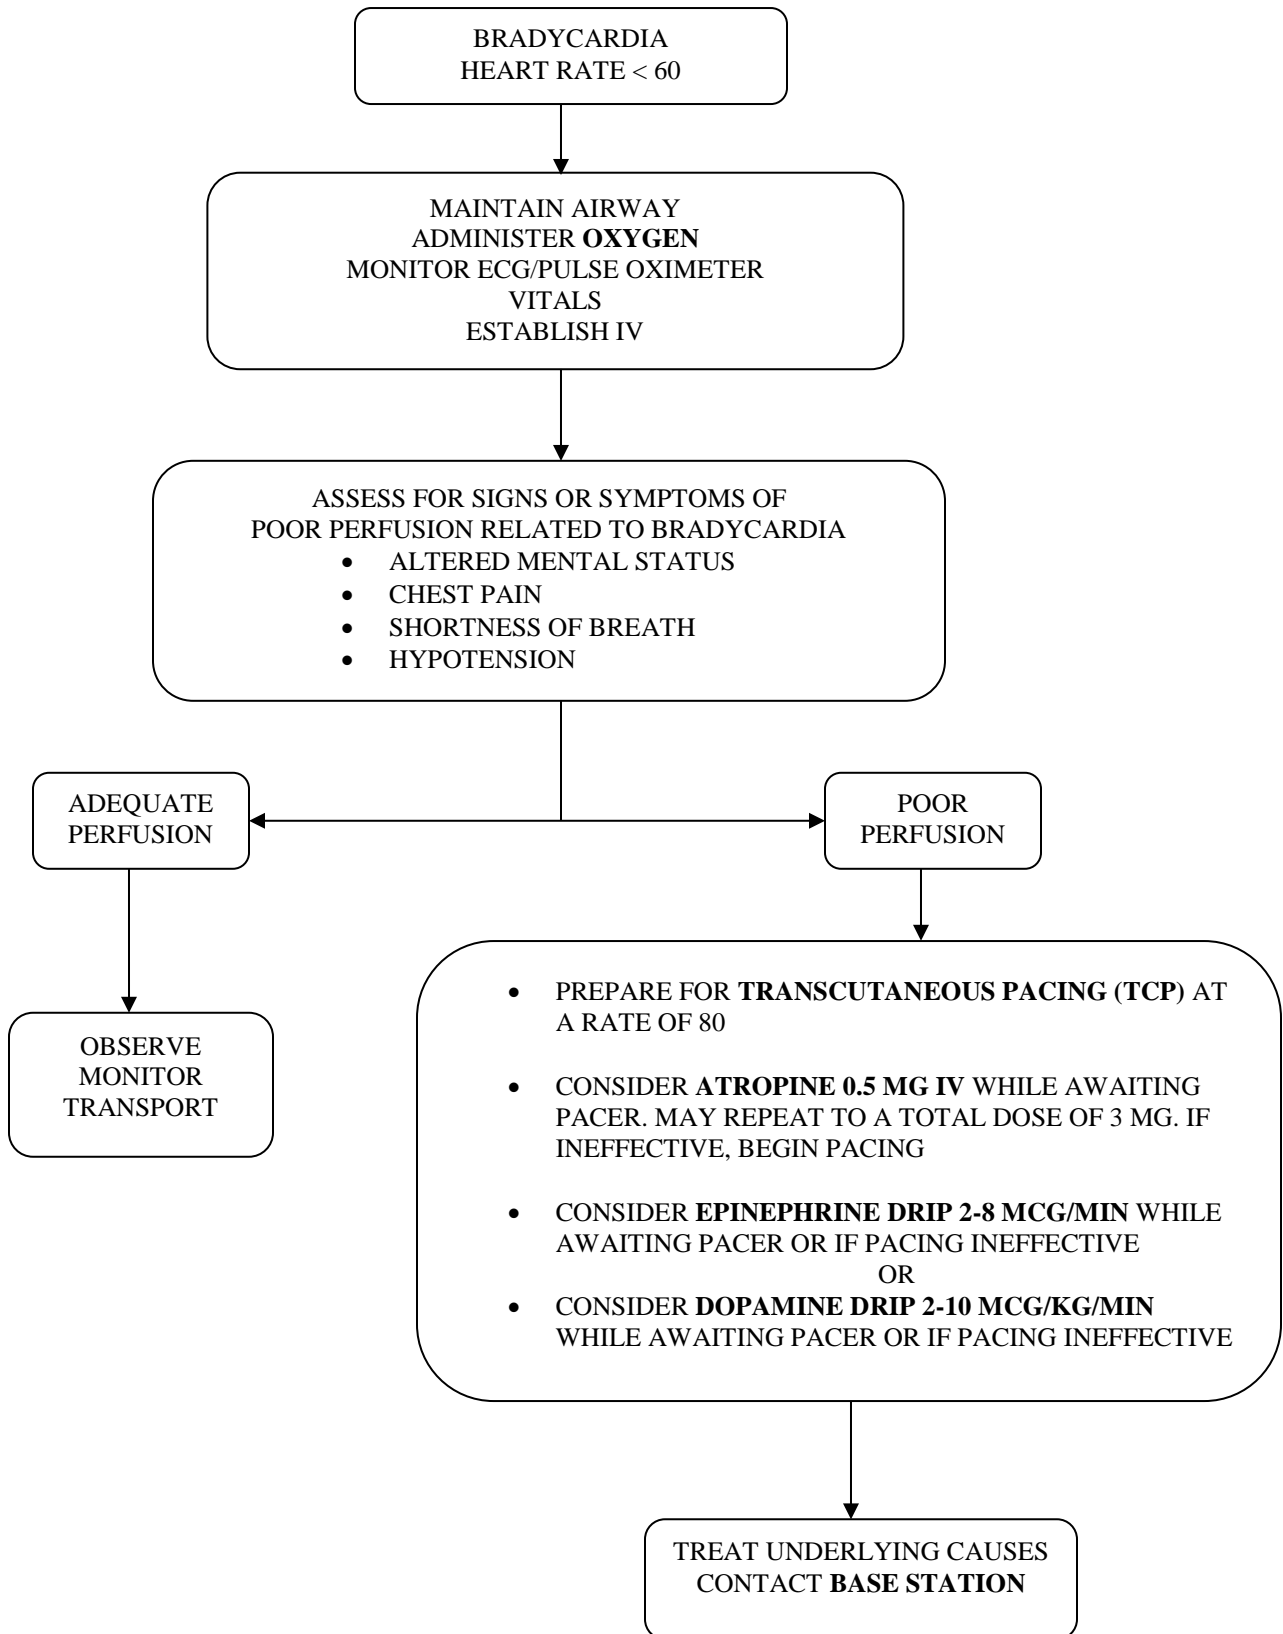 BRADYCARDIA
HEART RATE < 60
MAINTAIN AIRWAY
ADMINISTER OXYGEN
MONITOR ECG/PULSE OXIMETER
VITALS
ESTABLISH IV
ASSESS FOR SIGNS OR SYMPTOMS OF
POOR PERFUSION RELATED TO BRADYCARDIA
• ALTERED MENTAL STATUS
• CHEST PAIN
• SHORTNESS OF BREATH
• HYPOTENSION
ADEQUATE
PERFUSION
POOR
PERFUSION
OBSERVE
MONITOR
TRANSPORT
• PREPARE FOR TRANSCUTANEOUS PACING (TCP) AT
A RATE OF 80
• CONSIDER ATROPINE 0.5 MG IV WHILE AWAITING
PACER. MAY REPEAT TO A TOTAL DOSE OF 3 MG. IF
INEFFECTIVE, BEGIN PACING
• CONSIDER EPINEPHRINE DRIP 2-8 MCG/MIN WHILE
AWAITING PACER OR IF PACING INEFFECTIVE
OR
• CONSIDER DOPAMINE DRIP 2-10 MCG/KG/MIN
WHILE AWAITING PACER OR IF PACING INEFFECTIVE
TREAT UNDERLYING CAUSES
CONTACT BASE STATION